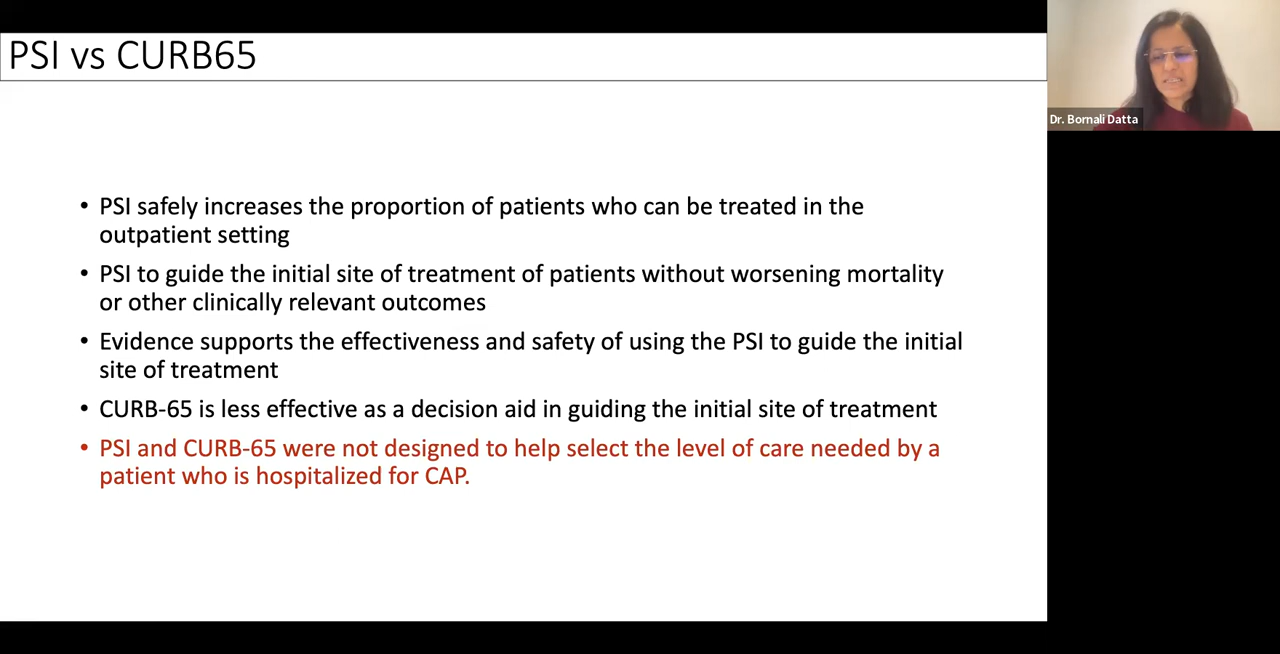 PSI vs CURB65
Dr. Bornali Datta
• PSI safely increases the proportion of patients who can be treated in the
outpatient setting
• PSI to guide the initial site of treatment of patients without worsening mortality
or other clinically relevant outcomes
• Evidence supports the effectiveness and safety of using the PSI to guide the initial
site of treatment
• CURB-65 is less effective as a decision aid in guiding the initial site of treatment
• PSI and CURB-65 were not designed to help select the level of care needed by a
patient who is hospitalized for CAP.